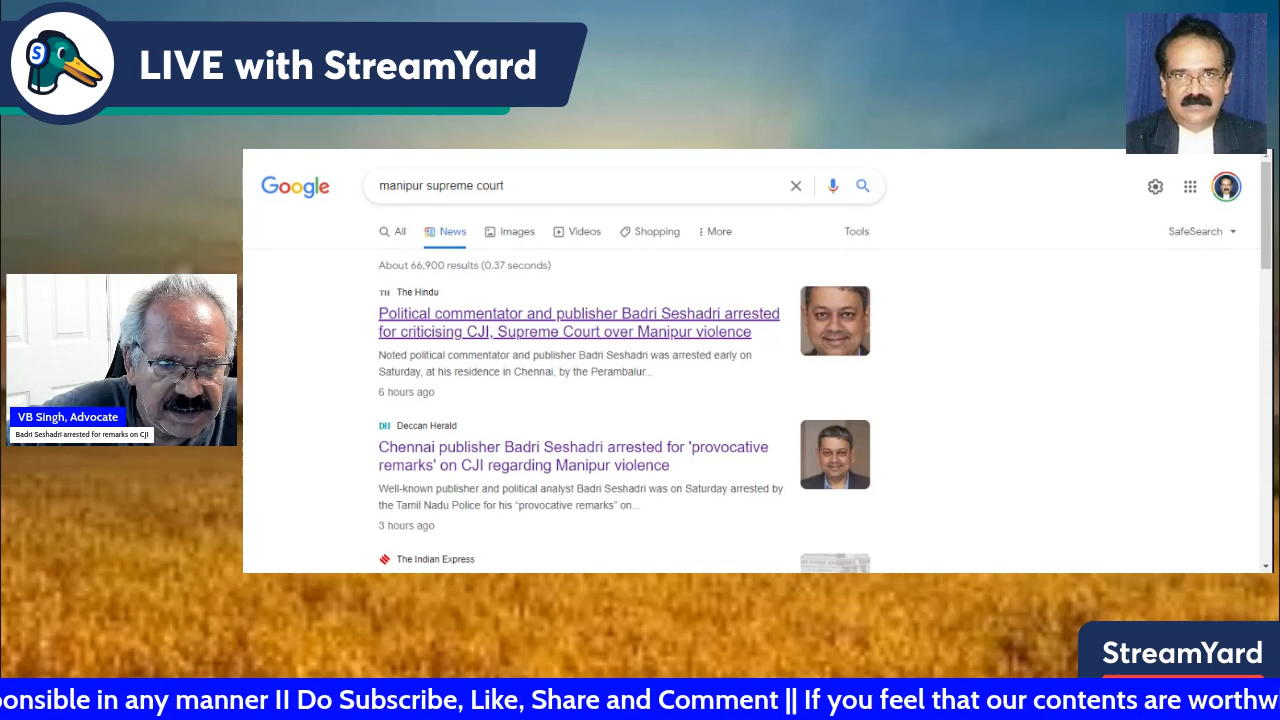 S
LIVE with StreamYard
Google
manipur supreme court
All
News
Images
Videos
Shopping
More
Tools
SafeSearch
About 66,900 results (0.37 seconds)
TH The Hindu
Political commentator and publisher Badri Seshadri arrested
for criticising CJI, Supreme Court over Manipur violence
Noted political commentator and publisher Badri Seshadri was arrested early on
Saturday, at his residence in Chennai, by the Perambalur...
6 hours ago
DH Deccan Herald
Chennai publisher Badri Seshadri arrested for 'provocative
remarks' on CJI regarding Manipur violence
Well-known publisher and political analyst Badri Seshadri was on Saturday arrested by
the Tamil Nadu Police for his “provocative remarks” on...
3 hours ago
The Indian Express
VB Singh, Advocate
Badri Seshadri arrested for remarks on CJI
StreamYard
ponsible in any manner II Do Subscribe, Like, Share and Comment || If you feel that our contents are worthw